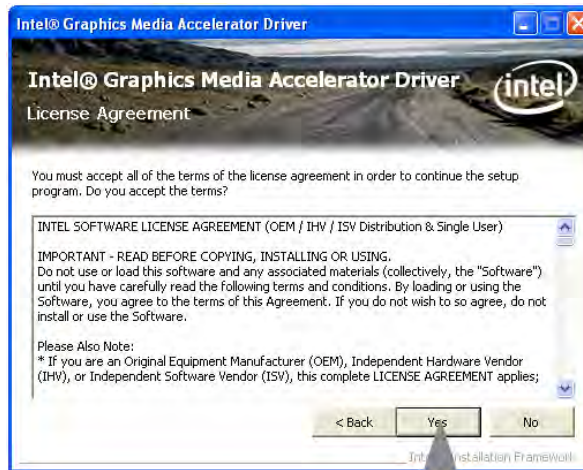 Intel® Graphics Media Accelerator Driver
Intel® Graphics Media Accelerator Driver
intel
License Agreement
You must accept all of the terms of the license agreement in order to continue the setup
program. Do you accept the terms?
INTEL SOFTWARE LICENSE AGREEMENT (OEM / IHV / ISV Distribution & Single User)
IMPORTANT - READ BEFORE COPYING, INSTALLING OR USING.
Do not use or load this software and any associated materials (collectively, the "Software")
until you have carefully read the following terms and conditions. By loading or using the
Software, you agree to the terms of this Agreement. If you do not wish to so agree, do not
install or use the Software.
Please Also Note:
* If you are an Original Equipment Manufacturer (OEM), Independent Hardware Vendor
(IHV), or Independent Software Vendor (ISV), this complete LICENSE AGREEMENT applies;
< Back Yes No
Installation Framework